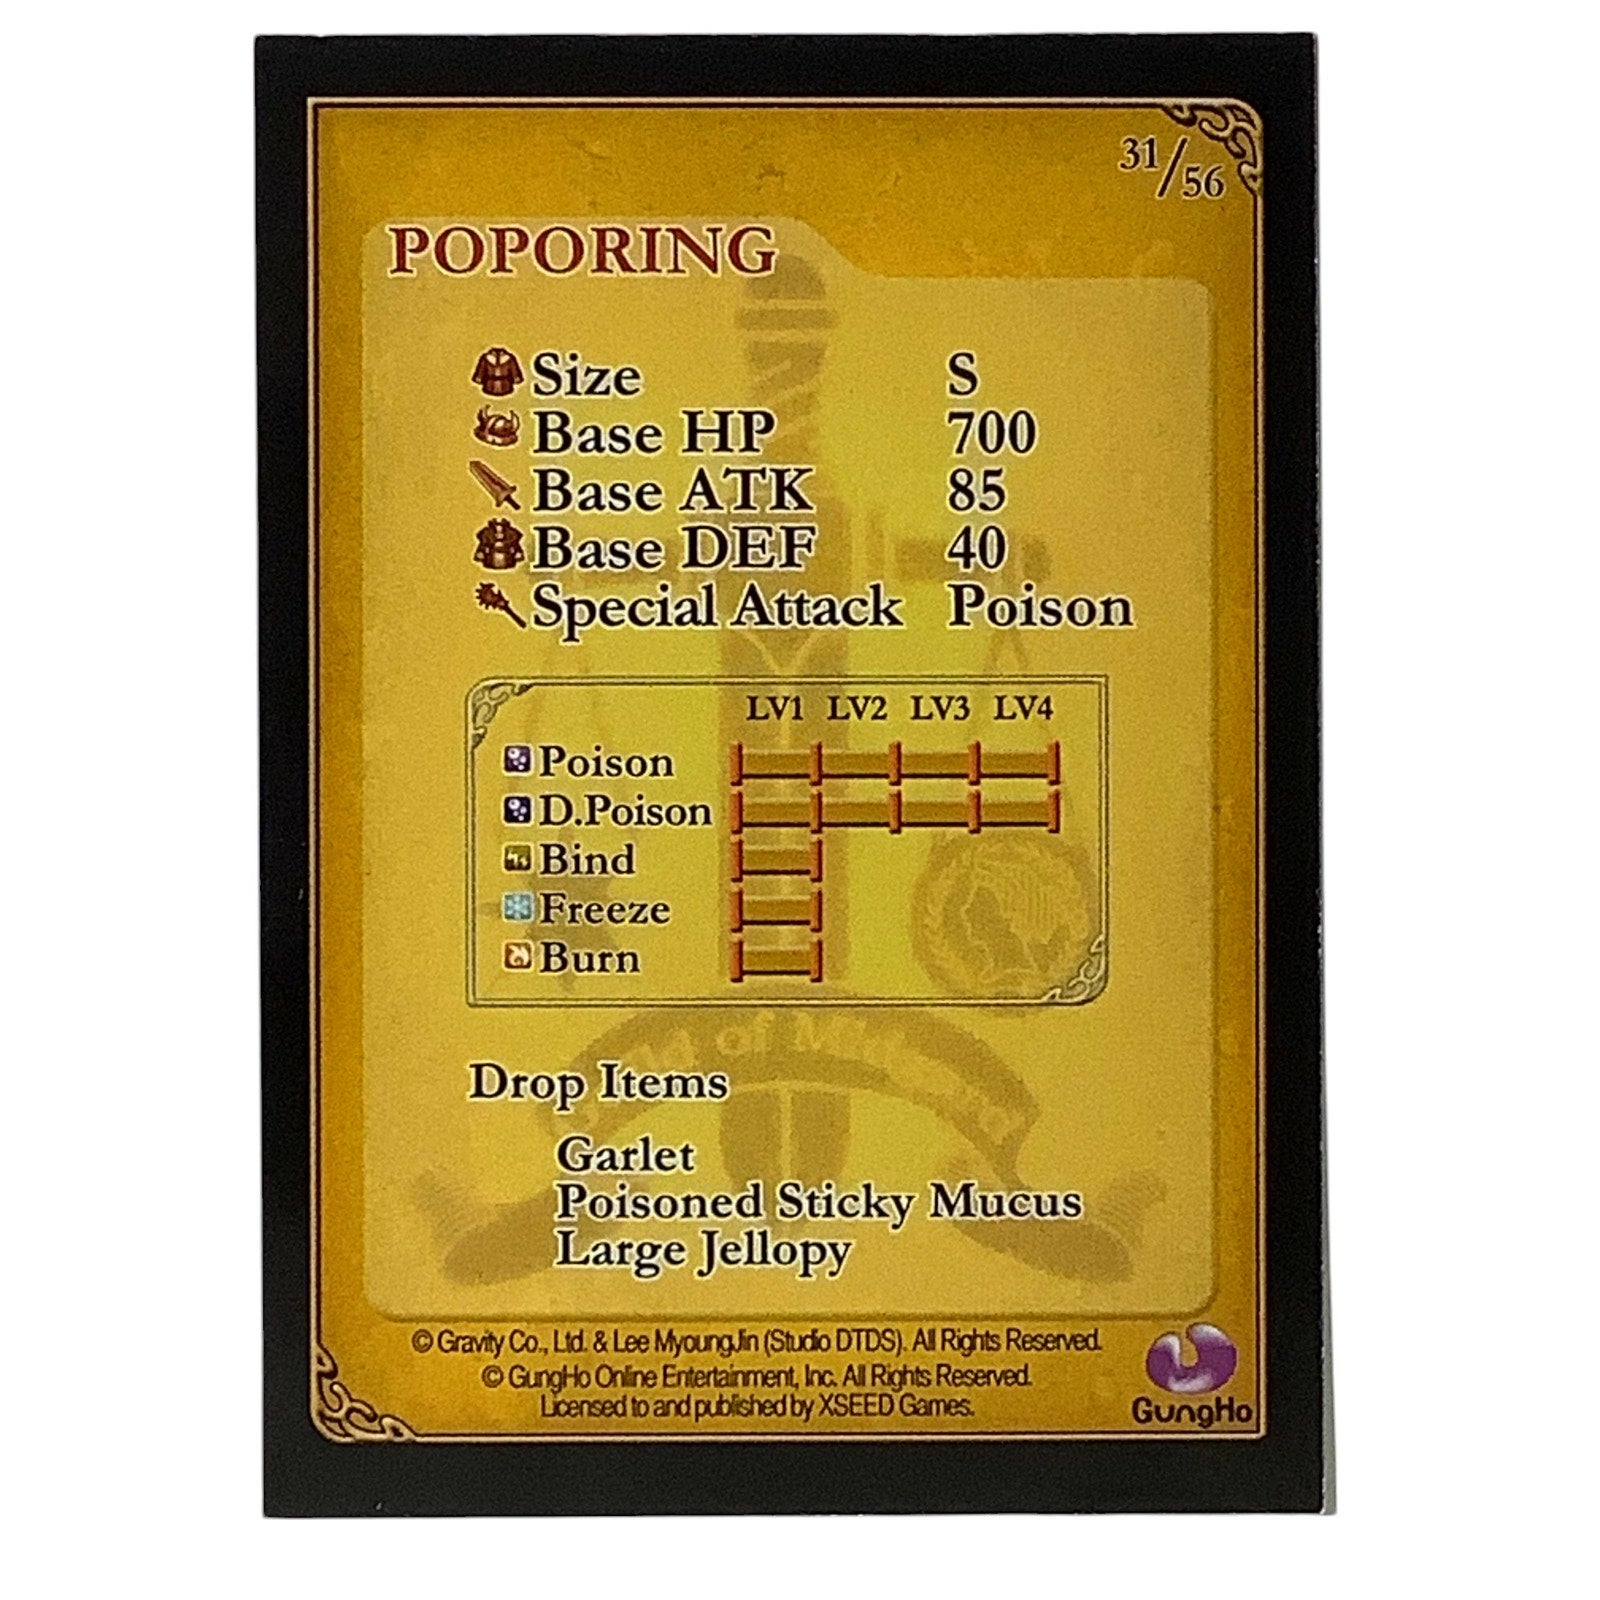 31/56
POPORING
Size S
Base HP 700
Base ATK 85
Base DEF 40
Special Attack Poison
LV1 LV2 LV3 LV4
Poison
D.Poison
Bind
Freeze
Burn
Drop Items
Garlet
Poisoned Sticky Mucus
Large Jellopy
© Gravity Co., Ltd. & Lee MyoungJin (Studio DTDS). All Rights Reserved.
© GungHo Online Entertainment, Inc. All Rights Reserved.
Licensed to and published by XSEED Games.
GungHo